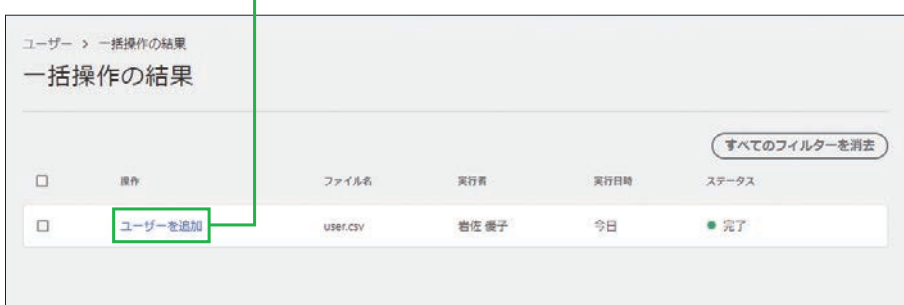 ユーザー > 一括操作の結果
一括操作の結果
すべてのフィルターを消去
操作 ファイル名 実行者 実行日時 ステータス
ユーザーを追加 user.csv 岩佐 優子 今日 完了